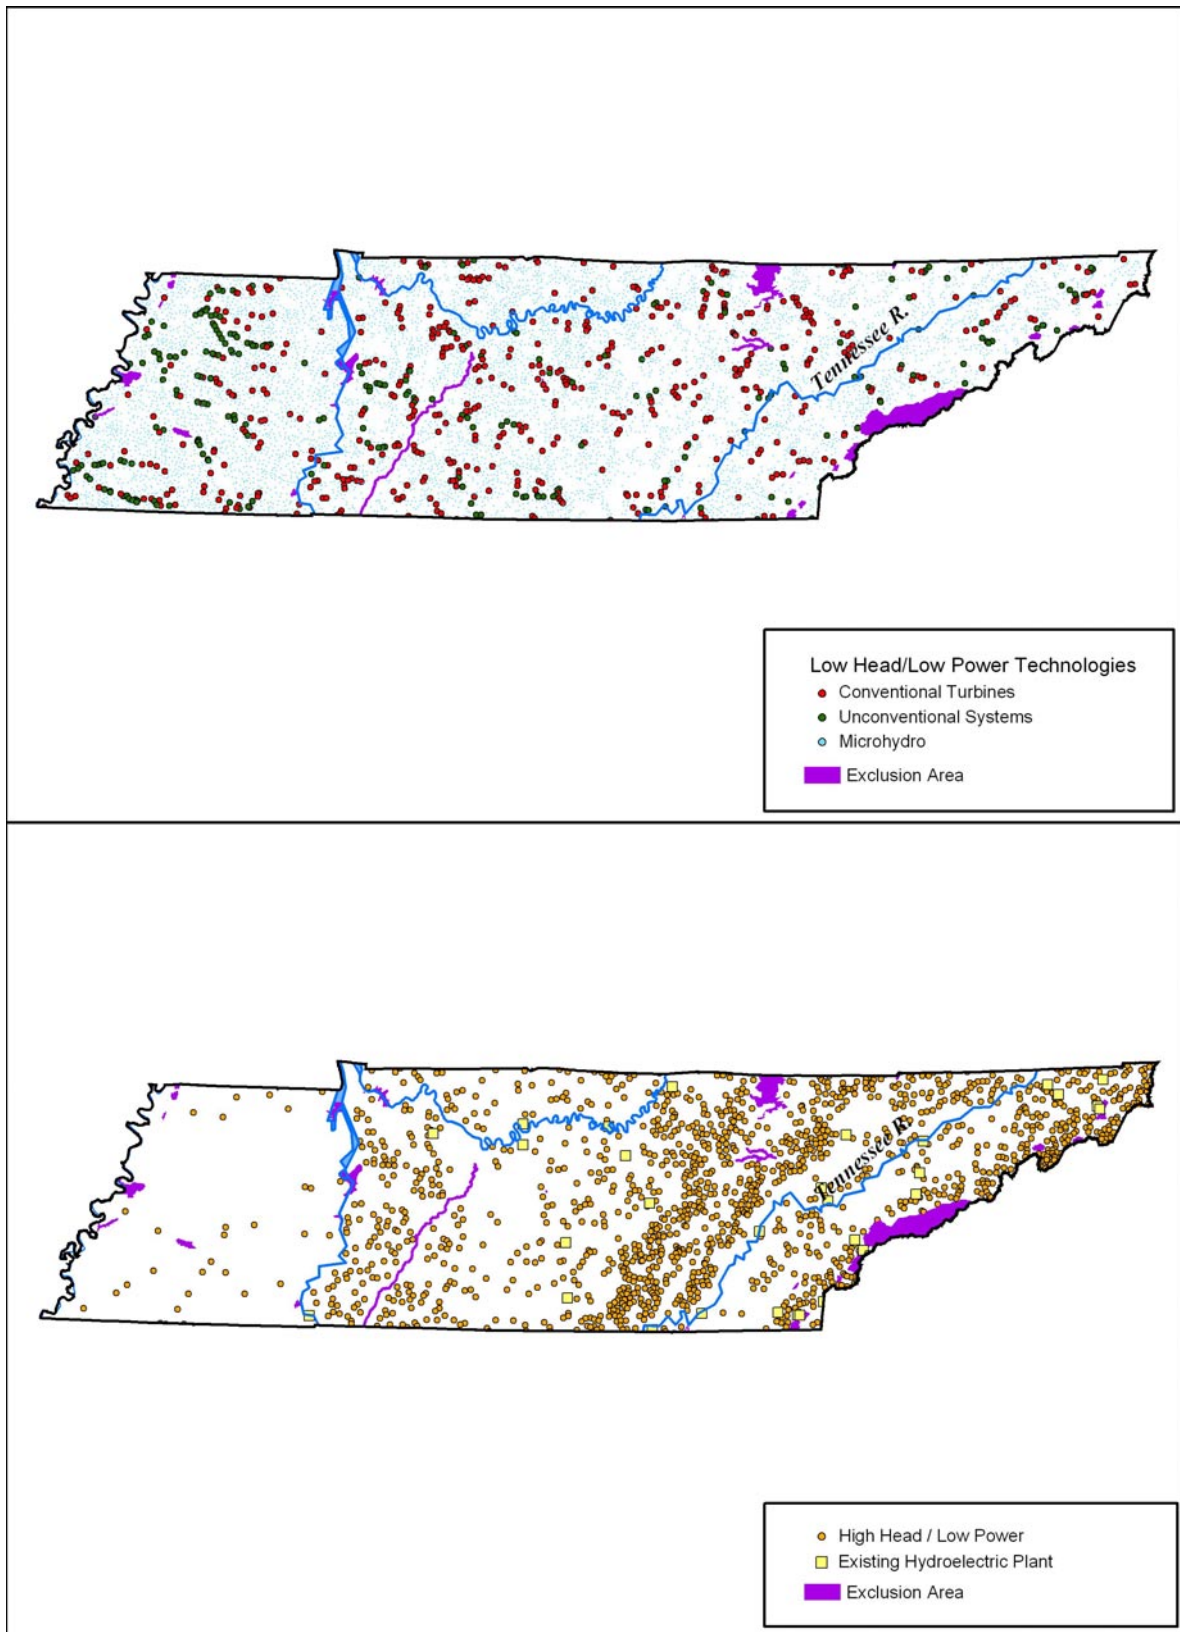 Tennessee R.
Low Head/Low Power Technologies
Conventional Turbines
Unconventional Systems
Microhydro
Exclusion Area
Tennessee R.
High Head / Low Power
Existing Hydroelectric Plant
Exclusion Area